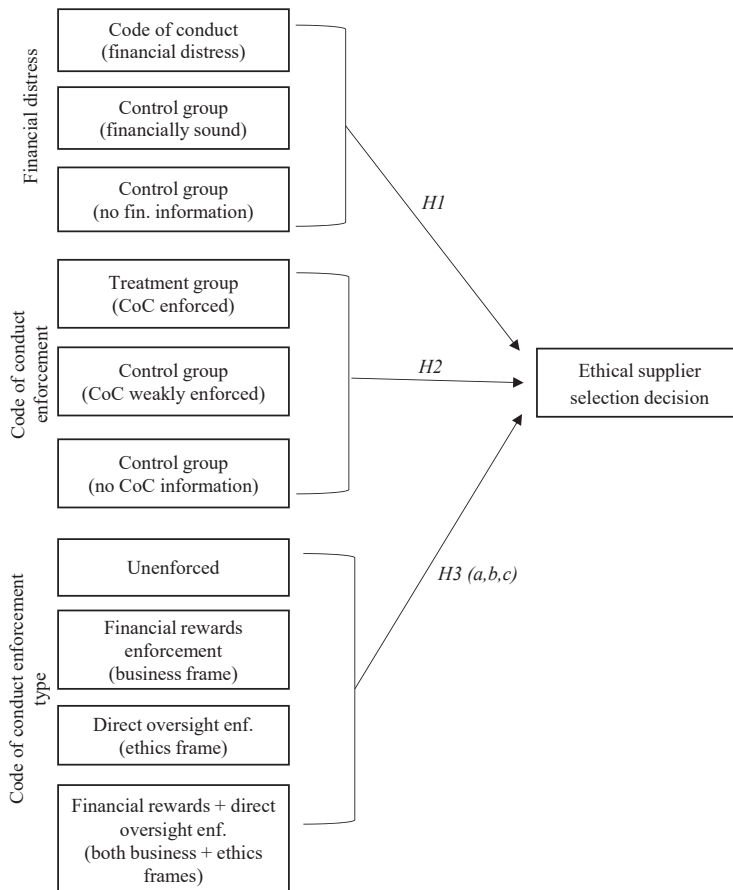 Financial distress
Code of conduct
(financial distress)
Control group
(financially sound)
Control group
(no fin. information)
H1
Code of conduct
enforcement
Treatment group
(CoC enforced)
Control group
(CoC weakly enforced)
Control group
(no CoC information)
H2
Ethical supplier
selection decision
Code of conduct enforcement
type
Unenforced
Financial rewards
enforcement
(business frame)
Direct oversight enf.
(ethics frame)
Financial rewards + direct
oversight enf.
(both business + ethics
frames)
H3 (a,b,c)